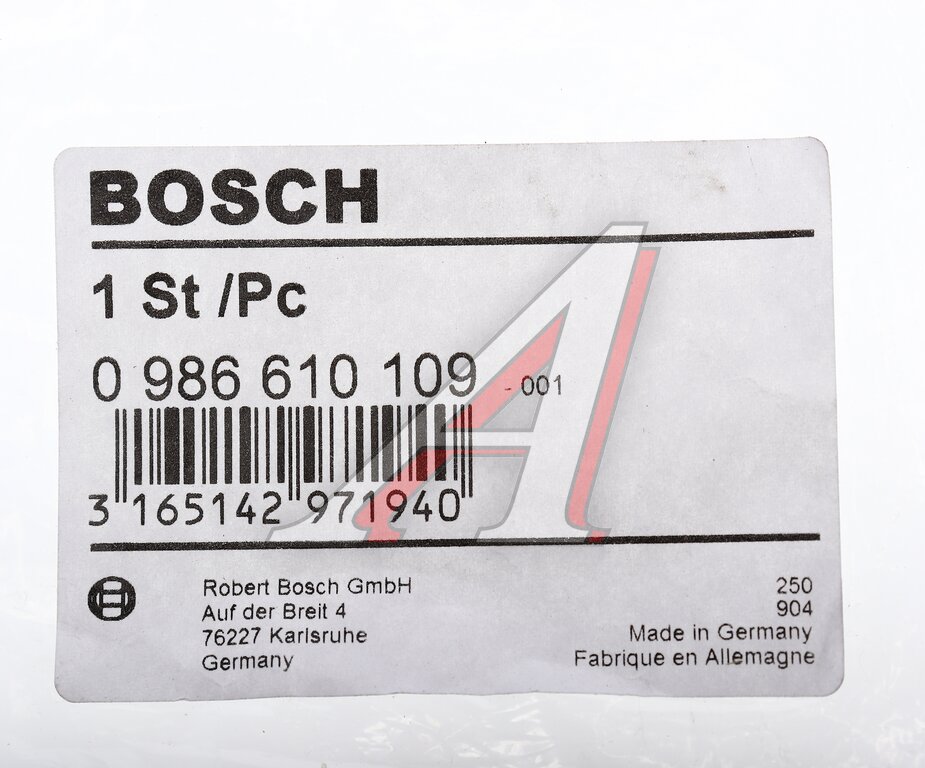 BOSCH
1 St /Pc
0 986 610 109 - 001
3 165142 971940
Robert Bosch GmbH
Auf der Breit 4
76227 Karlsruhe
Germany
250
904
Made in Germany
Fabrique en Allemagne